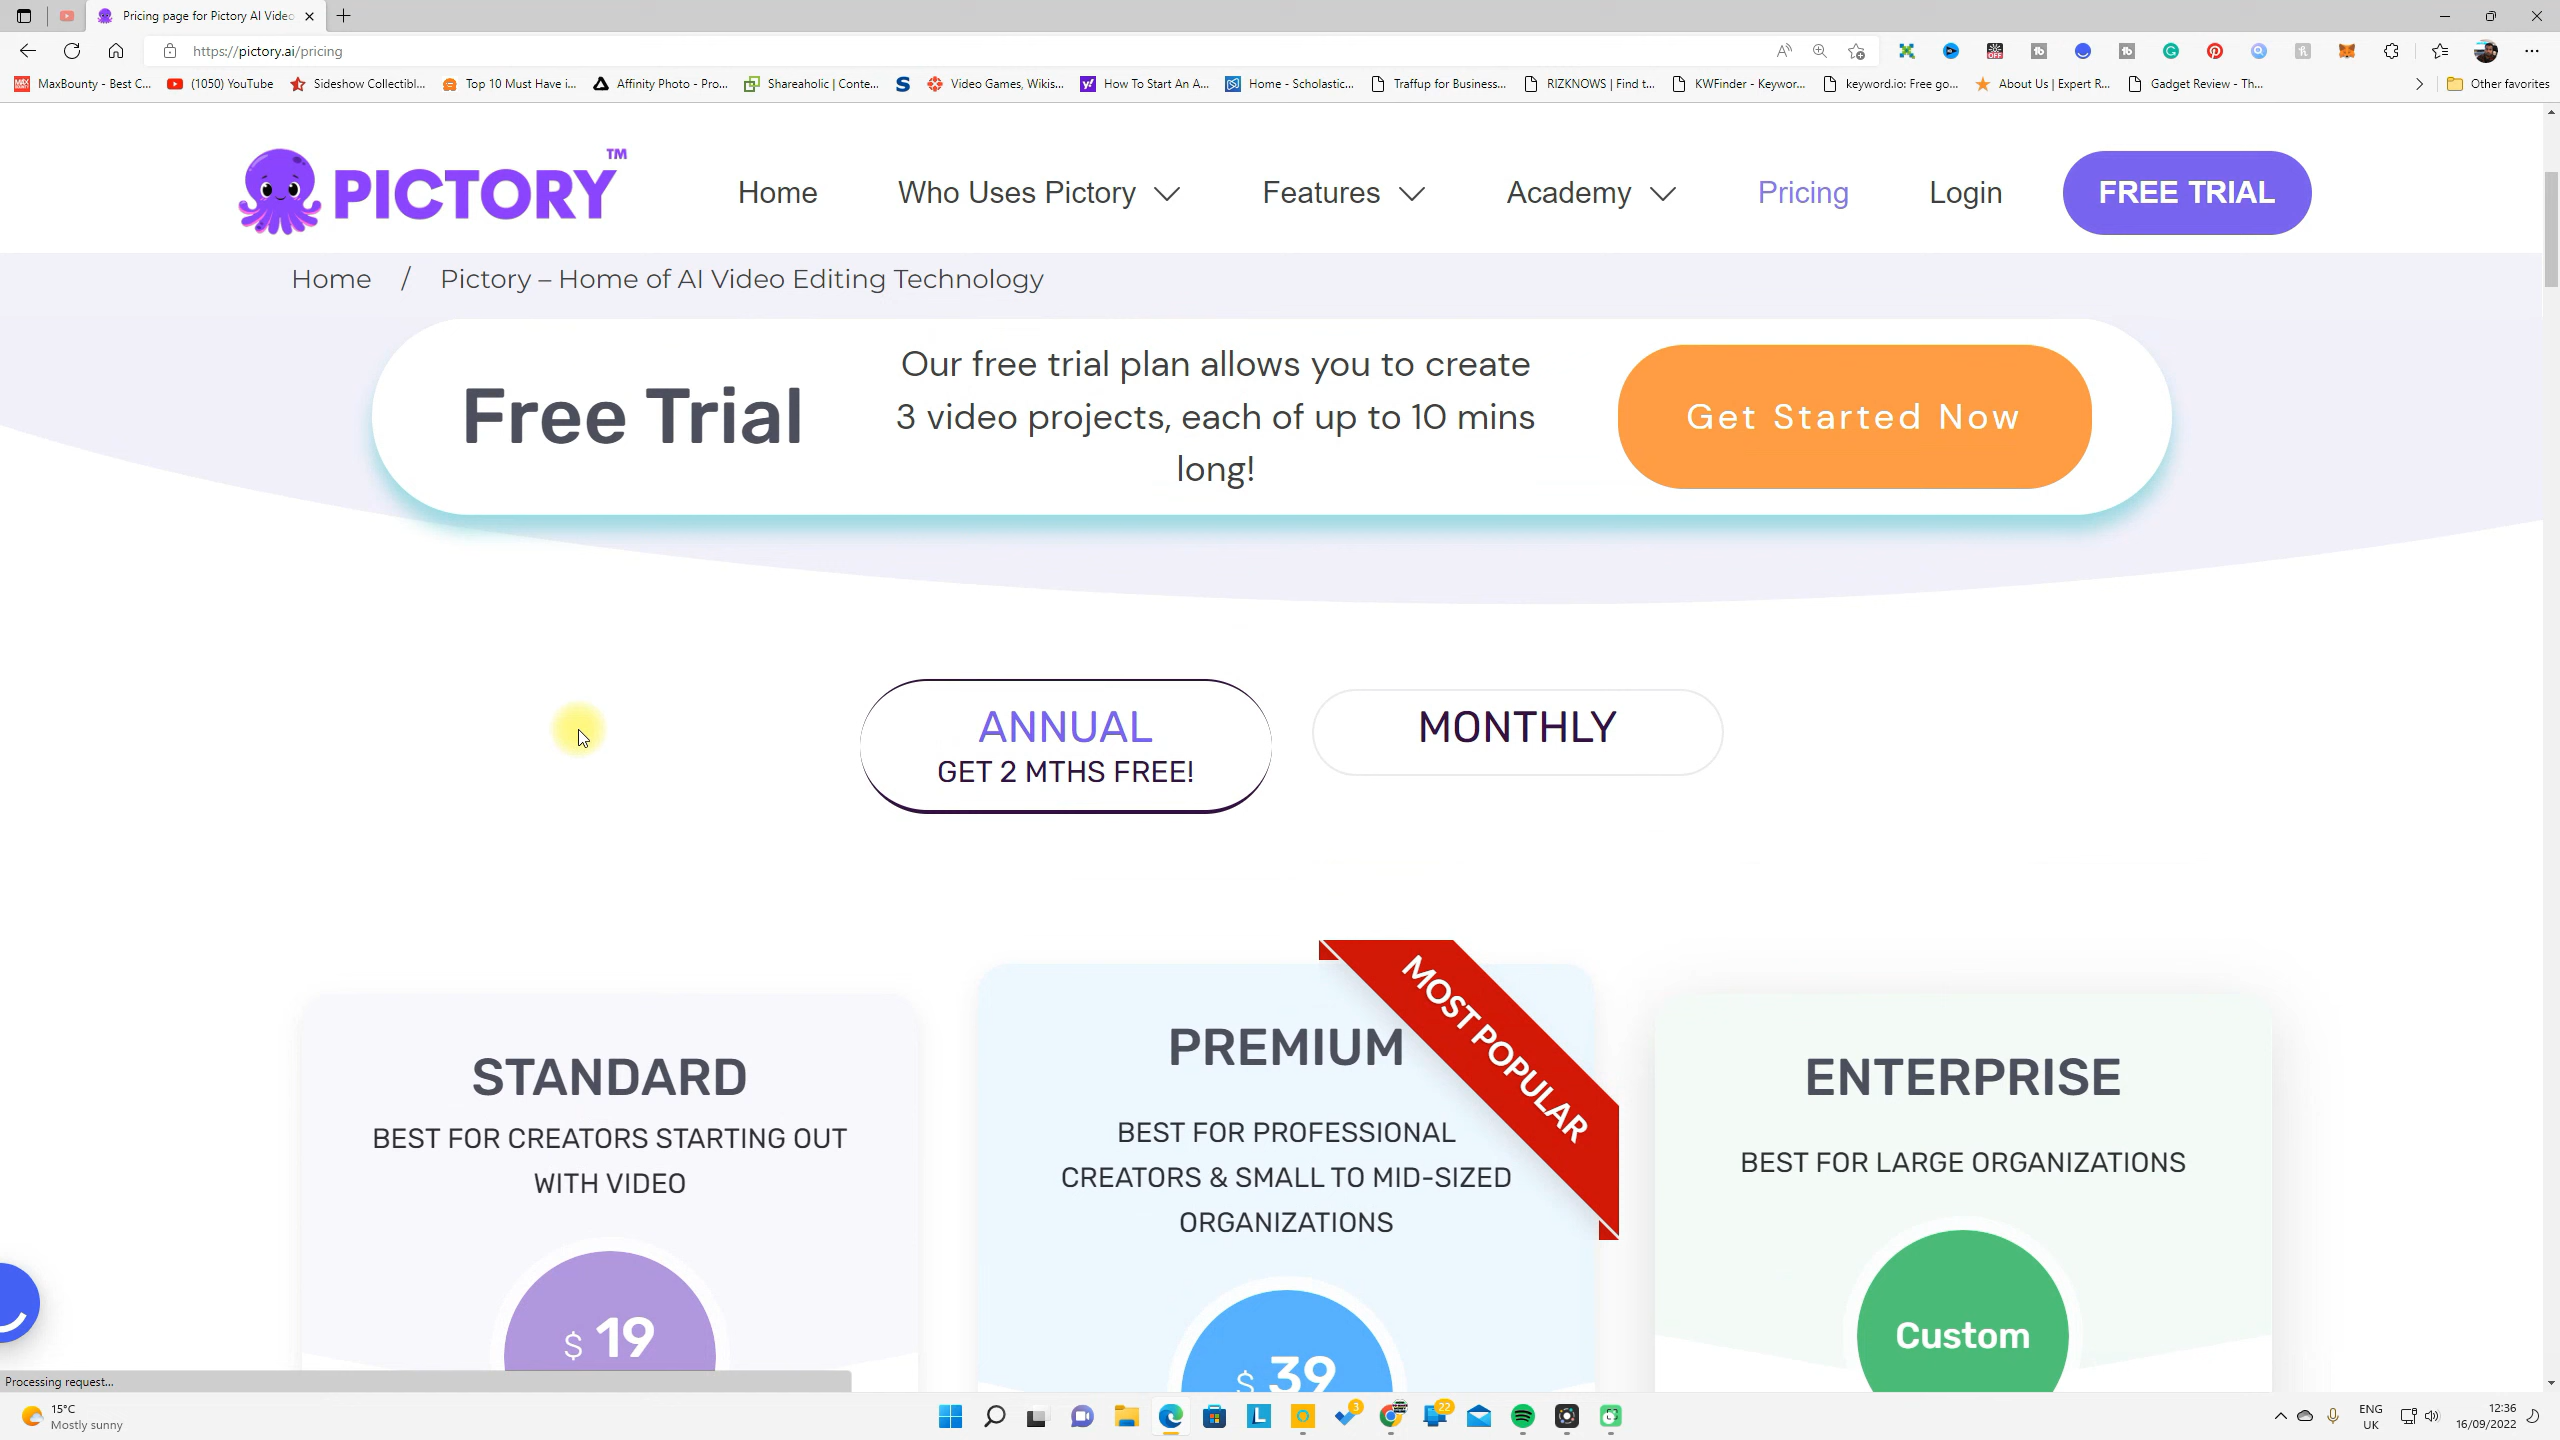 Pricing page for Pictory AI Video
https://pictory.ai/pricing
MaxBounty - Best C...
(1050) YouTube
Sideshow Collectibl...
Top 10 Must Have i...
Affinity Photo - Pro...
Shareaholic | Conte...
Video Games, Wikis...
How To Start An A...
Home - Scholastic...
Traffup for Business...
RIZKNOWS | Find t...
KWFinder - Keywor...
keyword.io: Free go...
About Us | Expert R...
Gadget Review - Th...
Other favorites
PICTORY TM
Home
Who Uses Pictory
Features
Academy
Pricing
Login
FREE TRIAL
Home / Pictory – Home of AI Video Editing Technology
Free Trial
Our free trial plan allows you to create
3 video projects, each of up to 10 mins
long!
Get Started Now
ANNUAL
GET 2 MTHS FREE!
MONTHLY
STANDARD
BEST FOR CREATORS STARTING OUT
WITH VIDEO
$ 19
MOST POPULAR
PREMIUM
BEST FOR PROFESSIONAL
CREATORS & SMALL TO MID-SIZED
ORGANIZATIONS
$ 39
ENTERPRISE
BEST FOR LARGE ORGANIZATIONS
Custom
Processing request...
15°C
Mostly sunny
3
22
ENG
UK
12:36
16/09/2022